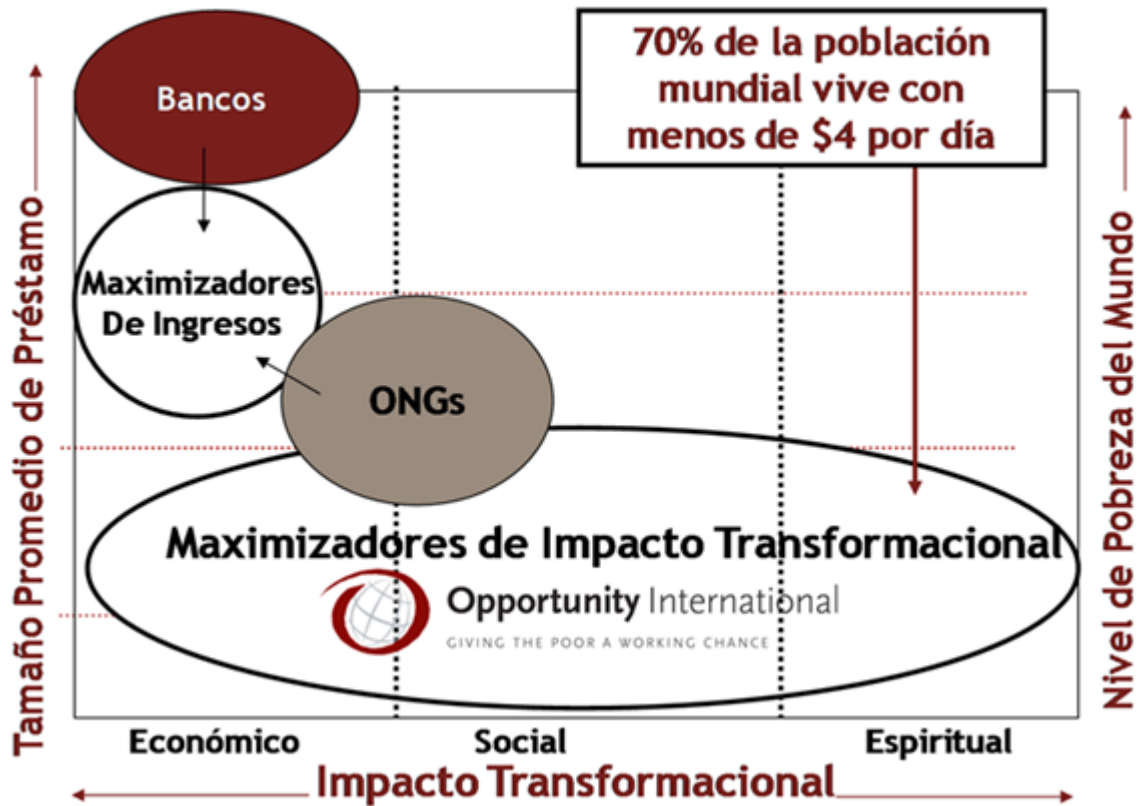 70% de la población
mundial vive con
menos de $4 por día
Bancos
Maximizadores
De Ingresos
ONGs
Maximizadores de Impacto Transformacional
Opportunity International
GIVING THE POOR A WORKING CHANCE
Tamaño Promedio de Préstamo
Nivel de Pobreza del Mundo
Económico
Social
Espiritual
Impacto Transformacional